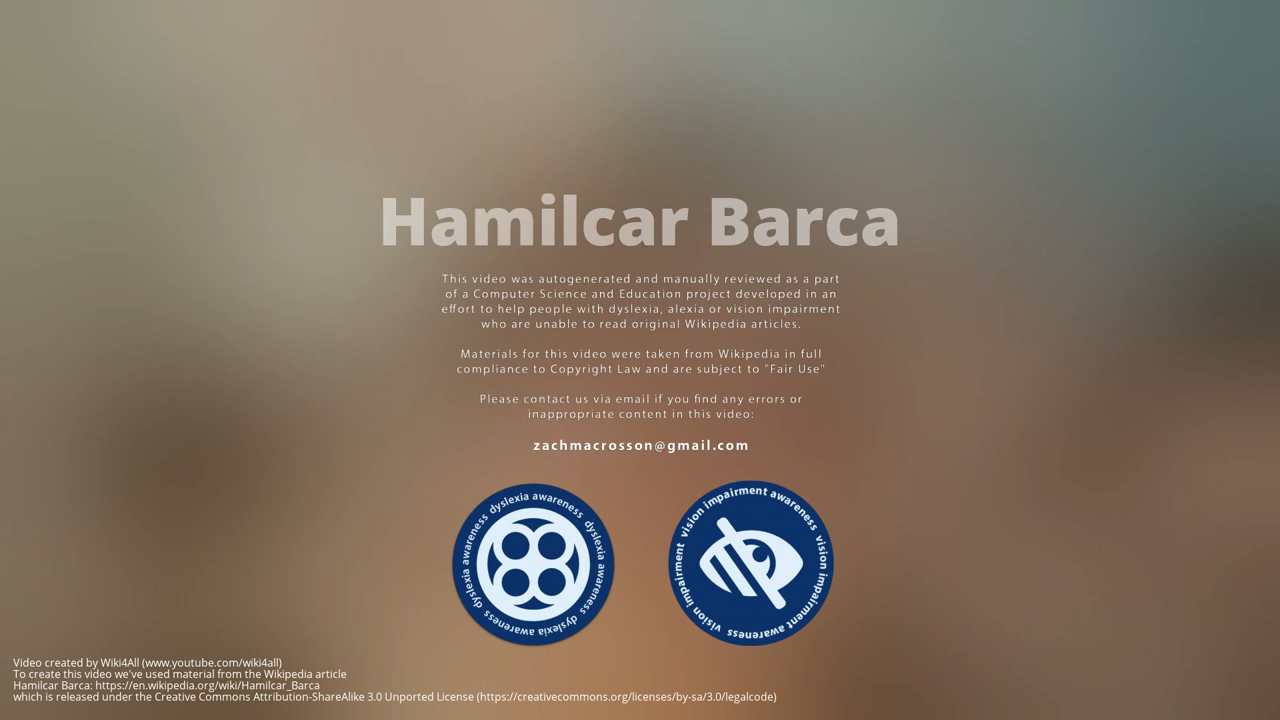 Hamilcar Barca
This video was autogenerated and manually reviewed as a part
of a Computer Science and Education project developed in an
effort to help people with dyslexia, alexia or vision impairment
who are unable to read original Wikipedia articles.
Materials for this video were taken from Wikipedia in full
compliance to Copyright Law and are subject to "Fair Use"
Please contact us via email if you find any errors or
inappropriate content in this video:
zachmacrosson@gmail.com
dyslexia awareness dyslexia awareness dyslexia awareness dyslexia awareness
vision impairment awareness vision impairment awareness vision impairment
Video created by Wiki4All (www.youtube.com/wiki4all)
To create this video we've used material from the Wikipedia article
Hamilcar Barca: https://en.wikipedia.org/wiki/Hamilcar_Barca
which is released under the Creative Commons Attribution-ShareAlike 3.0 Unported License (https://creativecommons.org/licenses/by-sa/3.0/legalcode)